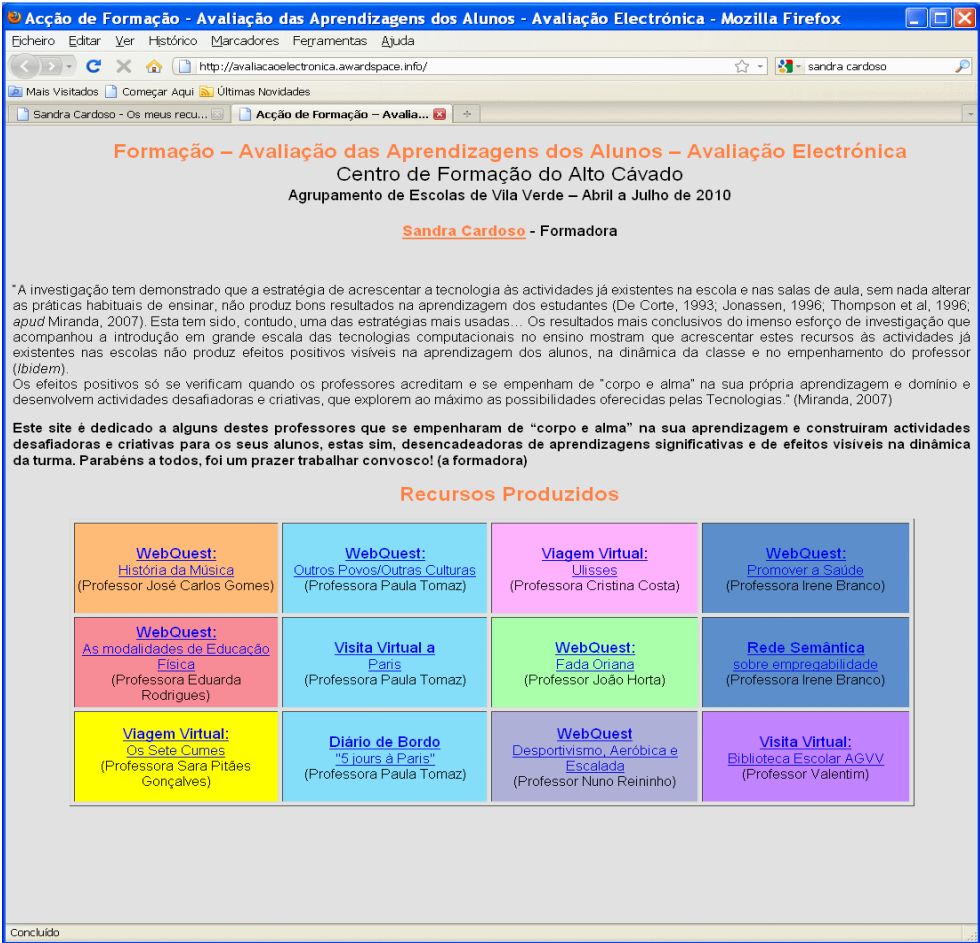 Acção de Formação - Avaliação das Aprendizagens dos Alunos - Avaliação Electrónica - Mozilla Firefox
Ficheiro Editar Ver Histórico Marcadores Ferramentas Ajuda
http://avaliacaoelectronica.awardspace.info/
sandra cardoso
Mais Visitados Começar Aqui Últimas Novidades
Sandra Cardoso - Os meus recu...
Acção de Formação – Avalia...
Formação – Avaliação das Aprendizagens dos Alunos – Avaliação Electrónica
Centro de Formação do Alto Cávado
Agrupamento de Escolas de Vila Verde – Abril a Julho de 2010
Sandra Cardoso - Formadora
"A investigação tem demonstrado que a estratégia de acrescentar a tecnologia às actividades já existentes na escola e nas salas de aula, sem nada alterar
as práticas habituais de ensinar, não produz bons resultados na aprendizagem dos estudantes (De Corte, 1993; Jonassen, 1996; Thompson et al, 1996;
apud Miranda, 2007). Esta tem sido, contudo, uma das estratégias mais usadas… Os resultados mais conclusivos do imenso esforço de investigação que
acompanhou a introdução em grande escala das tecnologias computacionais no ensino mostram que acrescentar estes recursos às actividades já
existentes nas escolas não produz efeitos positivos visíveis na aprendizagem dos alunos, na dinâmica da classe e no empenhamento do professor
(Ibidem).
Os efeitos positivos só se verificam quando os professores acreditam e se empenham de "corpo e alma" na sua própria aprendizagem e domínio e
desenvolvem actividades desafiadoras e criativas, que explorem ao máximo as possibilidades oferecidas pelas Tecnologias." (Miranda, 2007)
Este site é dedicado a alguns destes professores que se empenharam de “corpo e alma” na sua aprendizagem e construíram actividades
desafiadoras e criativas para os seus alunos, estas sim, desencadeadoras de aprendizagens significativas e de efeitos visíveis na dinâmica
da turma. Parabéns a todos, foi um prazer trabalhar convosco! (a formadora)
Recursos Produzidos
WebQuest:
História da Música
(Professor José Carlos Gomes)
WebQuest:
Outros Povos/Outras Culturas
(Professora Paula Tomaz)
Viagem Virtual:
Ulisses
(Professora Cristina Costa)
WebQuest:
Promover a Saúde
(Professora Irene Branco)
WebQuest:
As modalidades de Educação
Física
(Professora Eduarda
Rodrigues)
Visita Virtual a
Paris
(Professora Paula Tomaz)
WebQuest:
Fada Oriana
(Professor João Horta)
Rede Semântica
sobre empregabilidade
(Professora Irene Branco)
Viagem Virtual:
Os Sete Cumes
(Professora Sara Pitães
Gonçalves)
Diário de Bordo
"5 jours à Paris"
(Professora Paula Tomaz)
WebQuest
Desportivismo, Aeróbica e
Escalada
(Professor Nuno Reininho)
Visita Virtual:
Biblioteca Escolar AGVV
(Professor Valentim)
Concluído